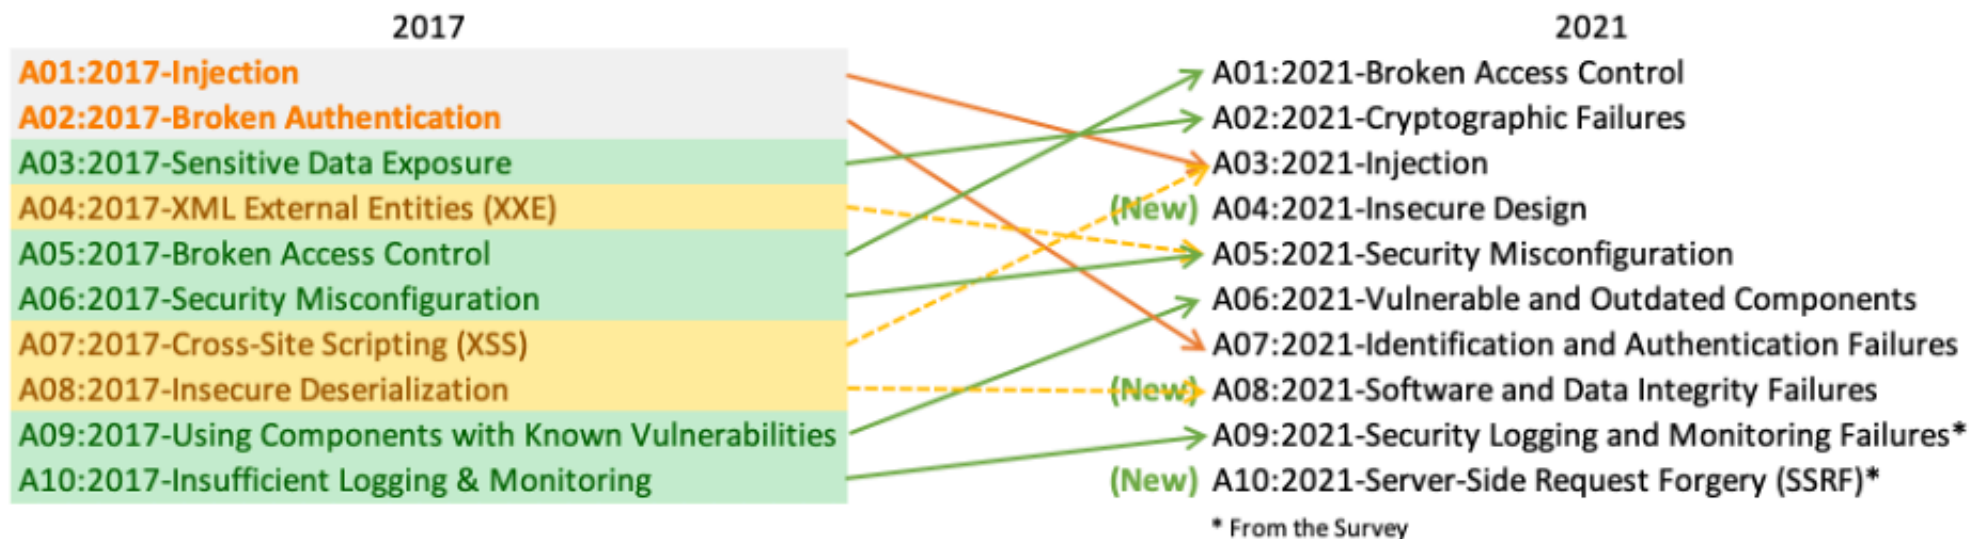 2017
A01:2017-Injection
A02:2017-Broken Authentication
A03:2017-Sensitive Data Exposure
A04:2017-XML External Entities (XXE)
A05:2017-Broken Access Control
A06:2017-Security Misconfiguration
A07:2017-Cross-Site Scripting (XSS)
A08:2017-Insecure Deserialization
A09:2017-Using Components with Known Vulnerabilities
A10:2017-Insufficient Logging & Monitoring
2021
A01:2021-Broken Access Control
A02:2021-Cryptographic Failures
A03:2021-Injection
(New) A04:2021-Insecure Design
A05:2021-Security Misconfiguration
A06:2021-Vulnerable and Outdated Components
A07:2021-Identification and Authentication Failures
(New) A08:2021-Software and Data Integrity Failures
A09:2021-Security Logging and Monitoring Failures*
(New) A10:2021-Server-Side Request Forgery (SSRF)*
* From the Survey